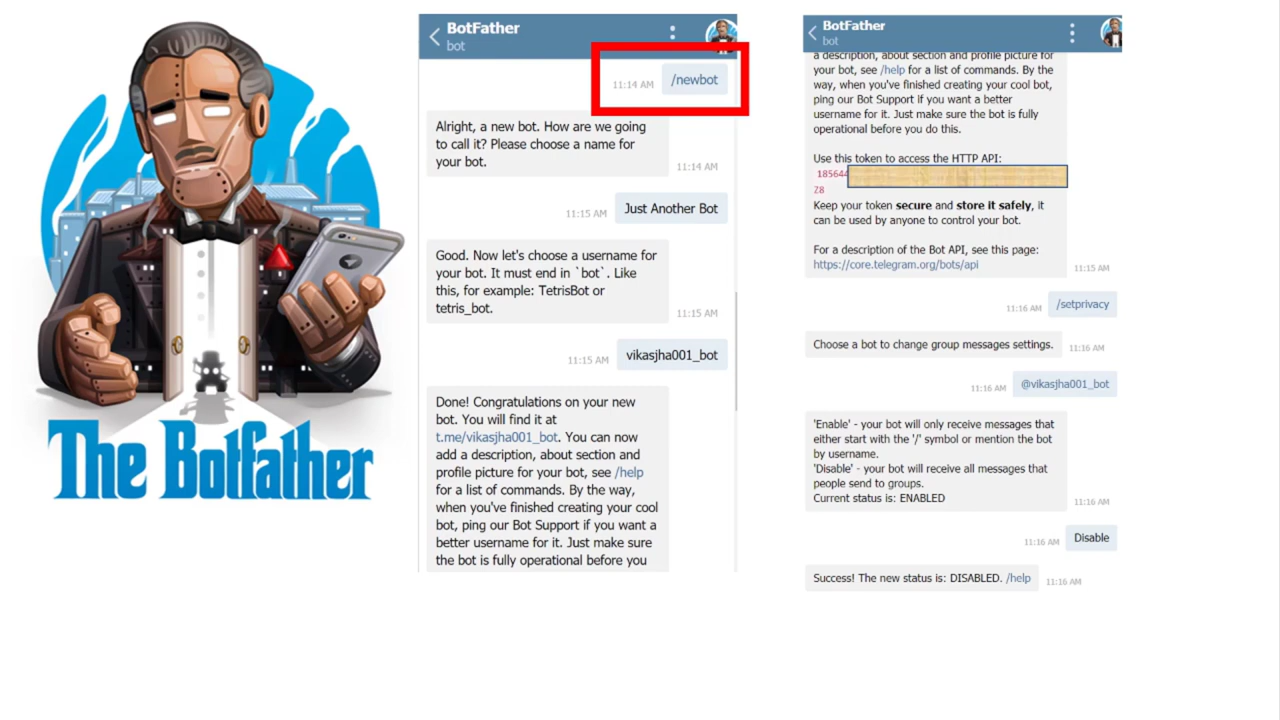 The Botfather
BotFather
bot
11:14 AM
/newbot
Alright, a new bot. How are we going
to call it? Please choose a name for
your bot.
11:14 AM
11:15 AM
Just Another Bot
Good. Now let's choose a username for
your bot. It must end in `bot`. Like
this, for example: TetrisBot or
tetris_bot.
11:15 AM
11:15 AM
vikasjha001_bot
Done! Congratulations on your new
bot. You will find it at
t.me/vikasjha001_bot. You can now
add a description, about section and
profile picture for your bot, see /help
for a list of commands. By the way,
when you've finished creating your cool
bot, ping our Bot Support if you want a
better username for it. Just make sure
the bot is fully operational before you
BotFather
bot
a description, about section and profile picture for
your bot, see /help for a list of commands. By the
way, when you've finished creating your cool bot,
ping our Bot Support if you want a better
username for it. Just make sure the bot is fully
operational before you do this.
Use this token to access the HTTP API:
185644
Z8
Keep your token secure and store it safely, it
can be used by anyone to control your bot.
For a description of the Bot API, see this page:
https://core.telegram.org/bots/api
11:15 AM
11:16 AM
/setprivacy
Choose a bot to change group messages settings.
11:16 AM
11:16 AM
@vikasjha001_bot
'Enable' - your bot will only receive messages that
either start with the '/' symbol or mention the bot
by username.
'Disable' - your bot will receive all messages that
people send to groups.
Current status is: ENABLED
11:16 AM
11:16 AM
Disable
Success! The new status is: DISABLED. /help
11:16 AM